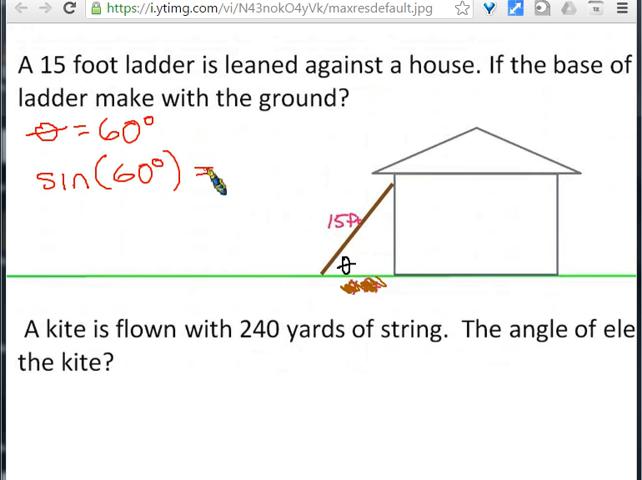 https://i.ytimg.com/vi/N43nokO4yVk/maxresdefault.jpg
A 15 foot ladder is leaned against a house. If the base of
ladder make with the ground?
θ = 60°
sin(60°) =
15ft
θ
A kite is flown with 240 yards of string. The angle of ele
the kite?